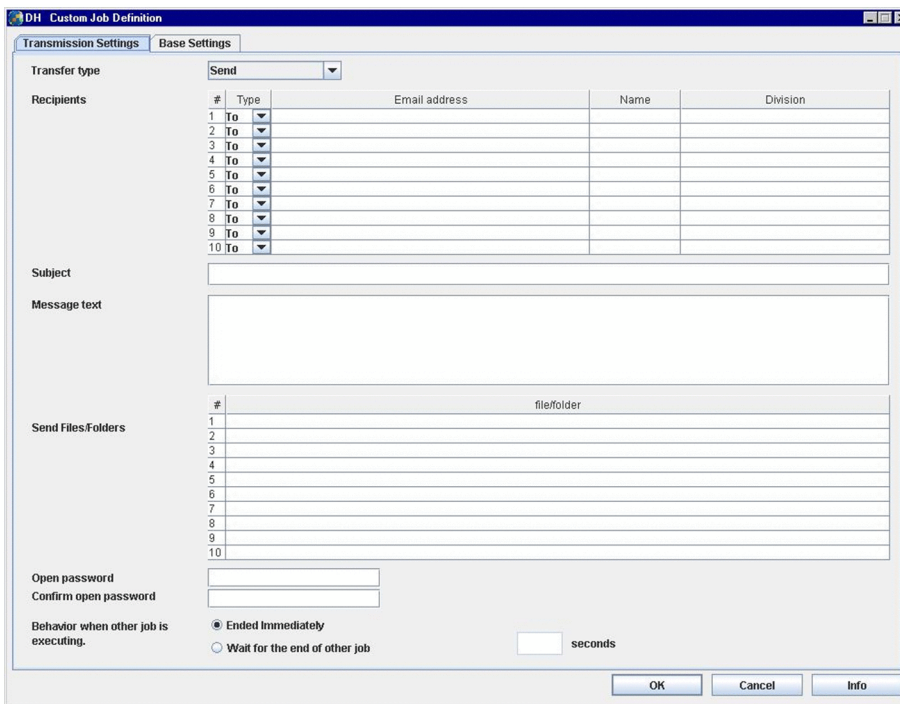 DH Custom Job Definition
Transmission Settings Base Settings
Transfer type Send
Recipients # Type Email address Name Division
1 To
2 To
3 To
4 To
5 To
6 To
7 To
8 To
9 To
10 To
Subject
Message text
# file/folder
Send Files/Folders
1
2
3
4
5
6
7
8
9
10
Open password
Confirm open password
Behavior when other job is
executing.
Ended Immediately
Wait for the end of other job seconds
OK Cancel Info